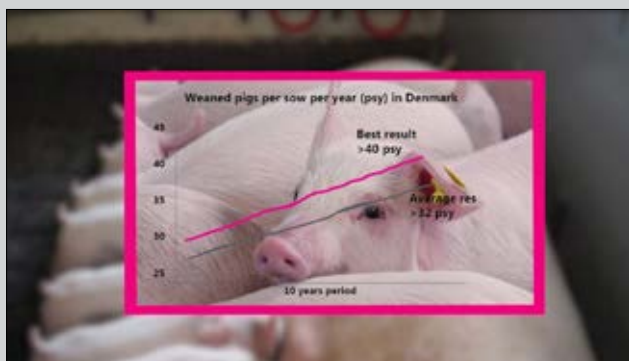 Weaned pigs per sow per year (psy) in Denmark
45
Best result
>40 psy
40
35
Average res
>32 psy
30
25
10 years period